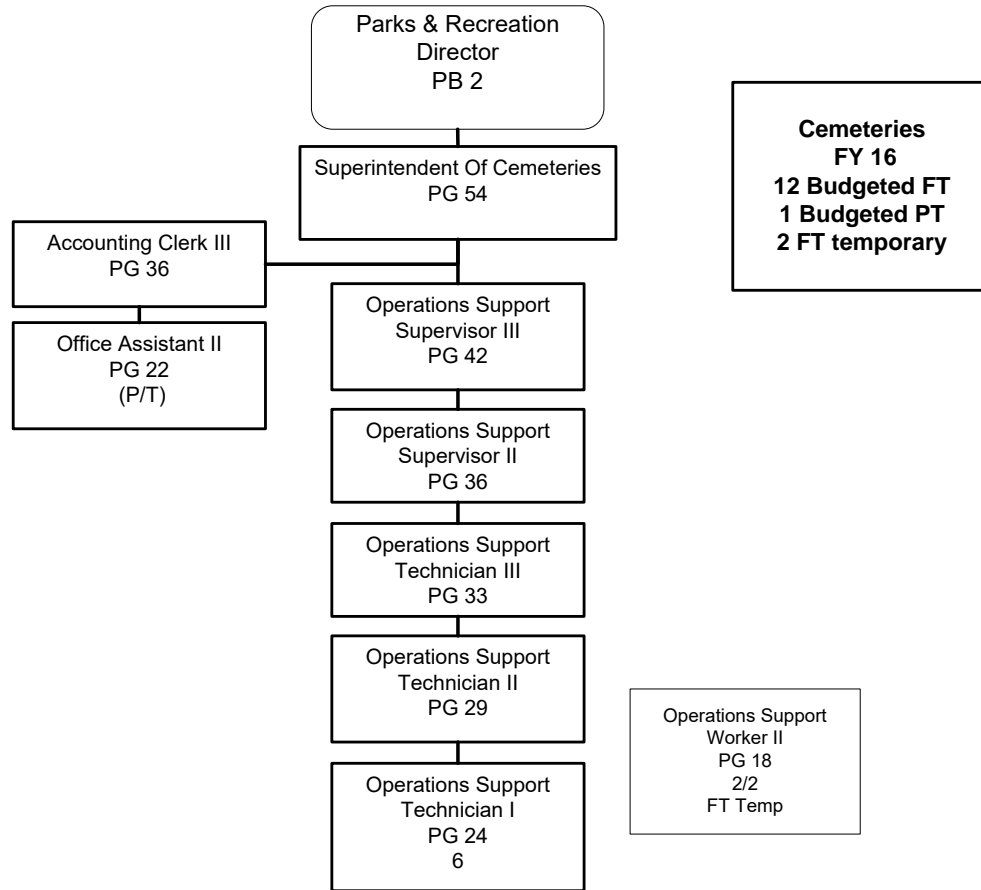 Parks & Recreation
Director
PB 2
Cemeteries
FY 16
12 Budgeted FT
1 Budgeted PT
2 FT temporary
Superintendent Of Cemeteries
PG 54
Accounting Clerk III
PG 36
Office Assistant II
PG 22
(P/T)
Operations Support
Supervisor III
PG 42
Operations Support
Supervisor II
PG 36
Operations Support
Technician III
PG 33
Operations Support
Technician II
PG 29
Operations Support
Worker II
PG 18
2/2
FT Temp
Operations Support
Technician I
PG 24
6